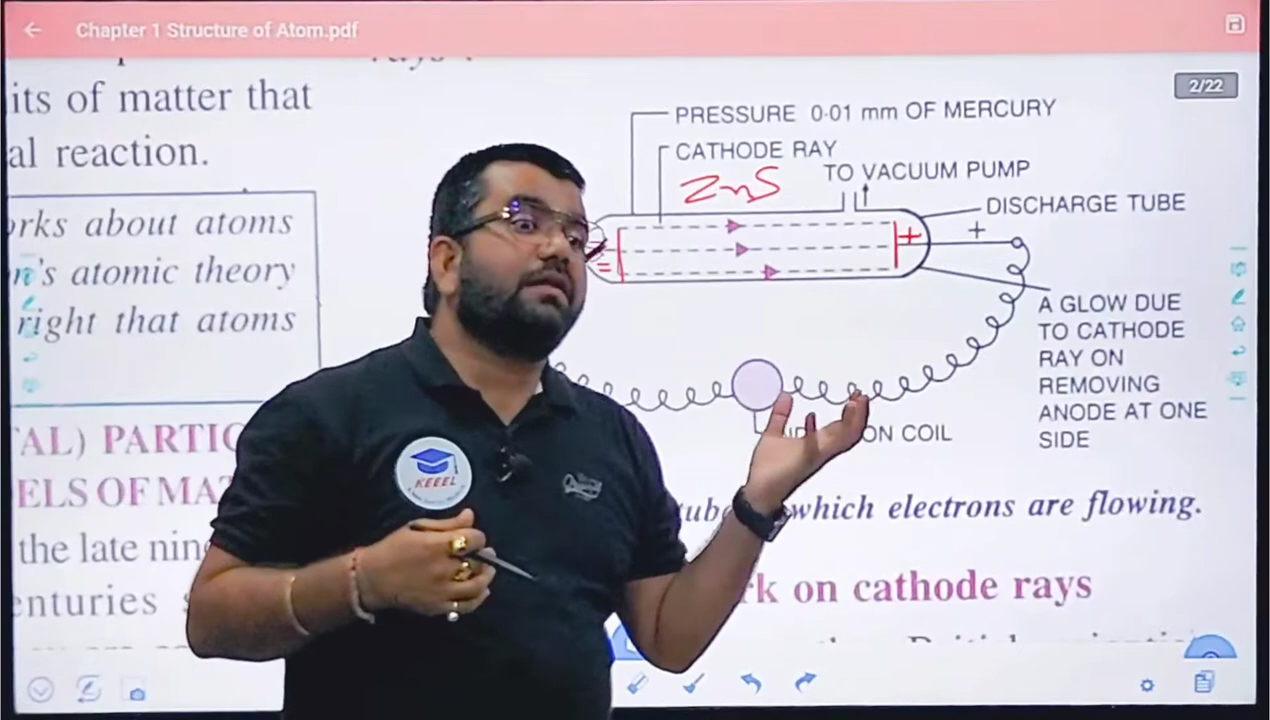 Chapter 1 Structure of Atom.pdf
2/22
its of matter that
al reaction.
orks about atoms
n's atomic theory
right that atoms
AL) PARTIC
ELS OF MA
the late nin
enturies
PRESSURE 0·01 mm OF MERCURY
CATHODE RAY
ZnS
TO VACUUM PUMP
DISCHARGE TUBE
+
+
=
A GLOW DUE
TO CATHODE
RAY ON
REMOVING
ANODE AT ONE
SIDE
ON COIL
tube which electrons are flowing.
rk on cathode rays
KEEEL